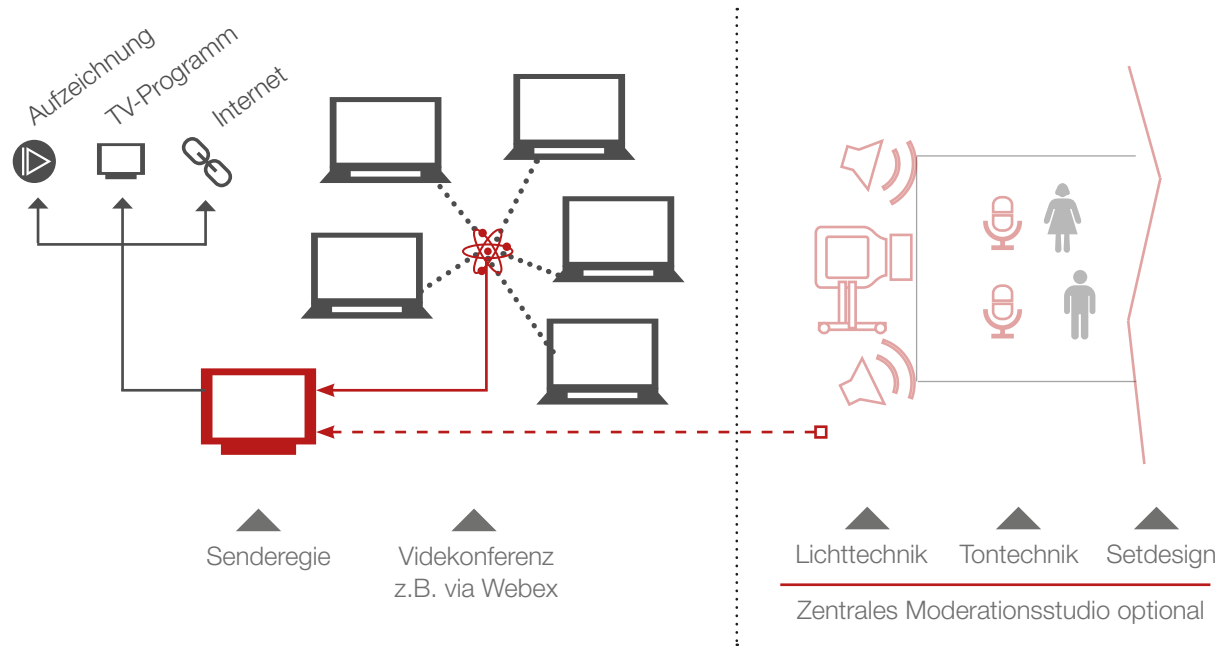 Aufzeichnung
TV-Programm
Internet
Senderegie
Videkonferenz
z.B. via Webex
Lichttechnik
Tontechnik
Setdesign
Zentrales Moderationsstudio optional